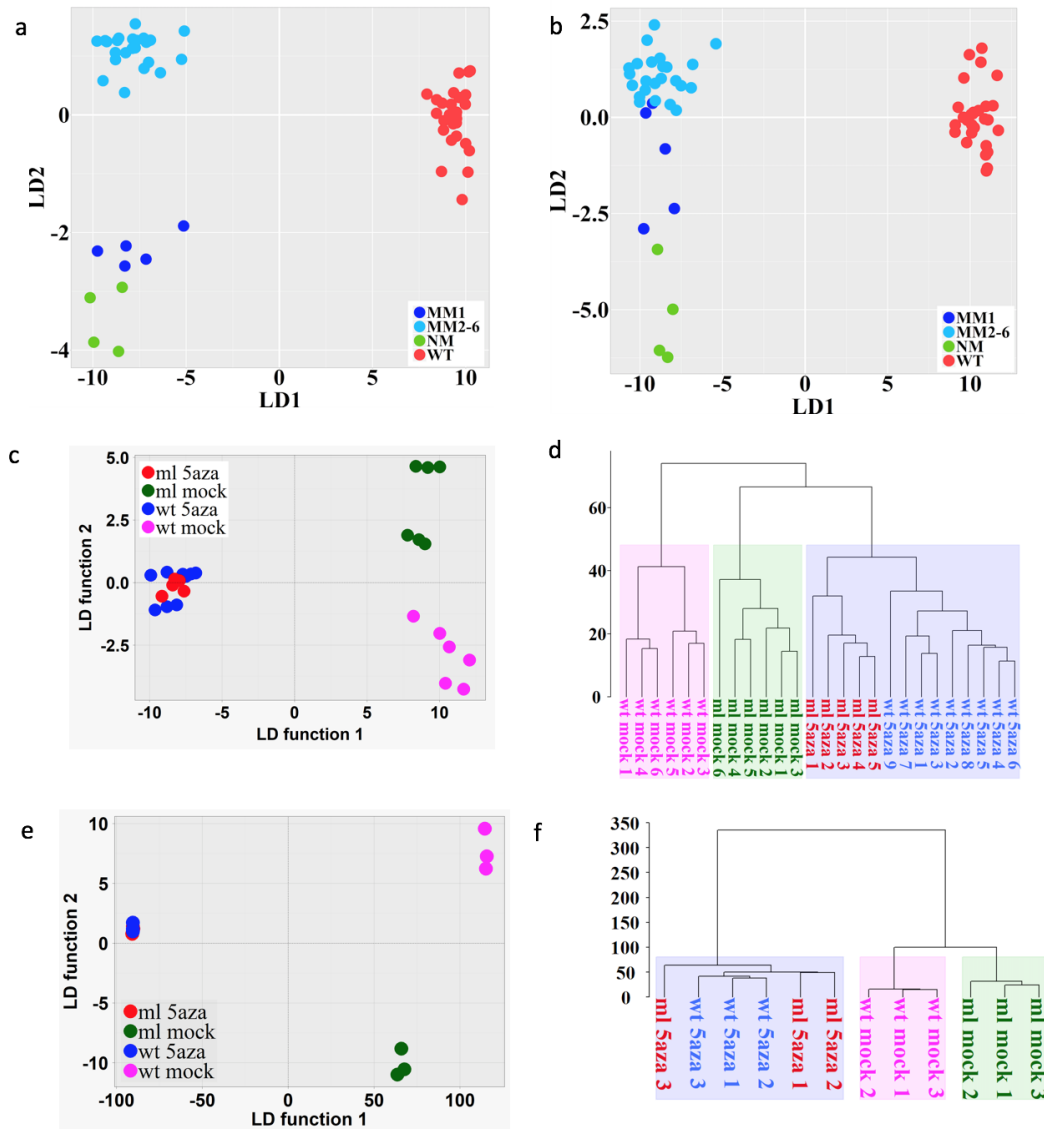 a
2
0
-2
-4
LD2
-10
-5
0
5
10
LD1
MM1
MM2-6
NM
WT
b
2.5
0.0
-2.5
-5.0
LD2
-10
-5
0
5
10
LD1
MM1
MM2-6
NM
WT
c
5.0
2.5
0.0
-2.5
LD function 2
ml 5aza
ml mock
wt 5aza
wt mock
-10
-5
0
5
10
LD function 1
d
60
40
20
0
wt mock 1
wt mock 4
wt mock 6
wt mock 5
wt mock 2
wt mock 3
ml mock 6
ml mock 4
ml mock 5
ml mock 2
ml mock 1
ml mock 3
ml 5aza 1
ml 5aza 2
ml 5aza 3
ml 5aza 4
ml 5aza 5
wt 5aza 9
wt 5aza 7
wt 5aza 1
wt 5aza 3
wt 5aza 2
wt 5aza 8
wt 5aza 5
wt 5aza 4
wt 5aza 6
e
10
5
0
-5
-10
LD function 2
ml 5aza
ml mock
wt 5aza
wt mock
-100
-50
0
50
100
LD function 1
f
350
300
250
200
150
100
50
0
ml 5aza 3
wt 5aza 3
wt 5aza 1
wt 5aza 2
ml 5aza 1
ml 5aza 2
wt mock 2
wt mock 1
wt mock 3
ml mock 2
ml mock 1
ml mock 3